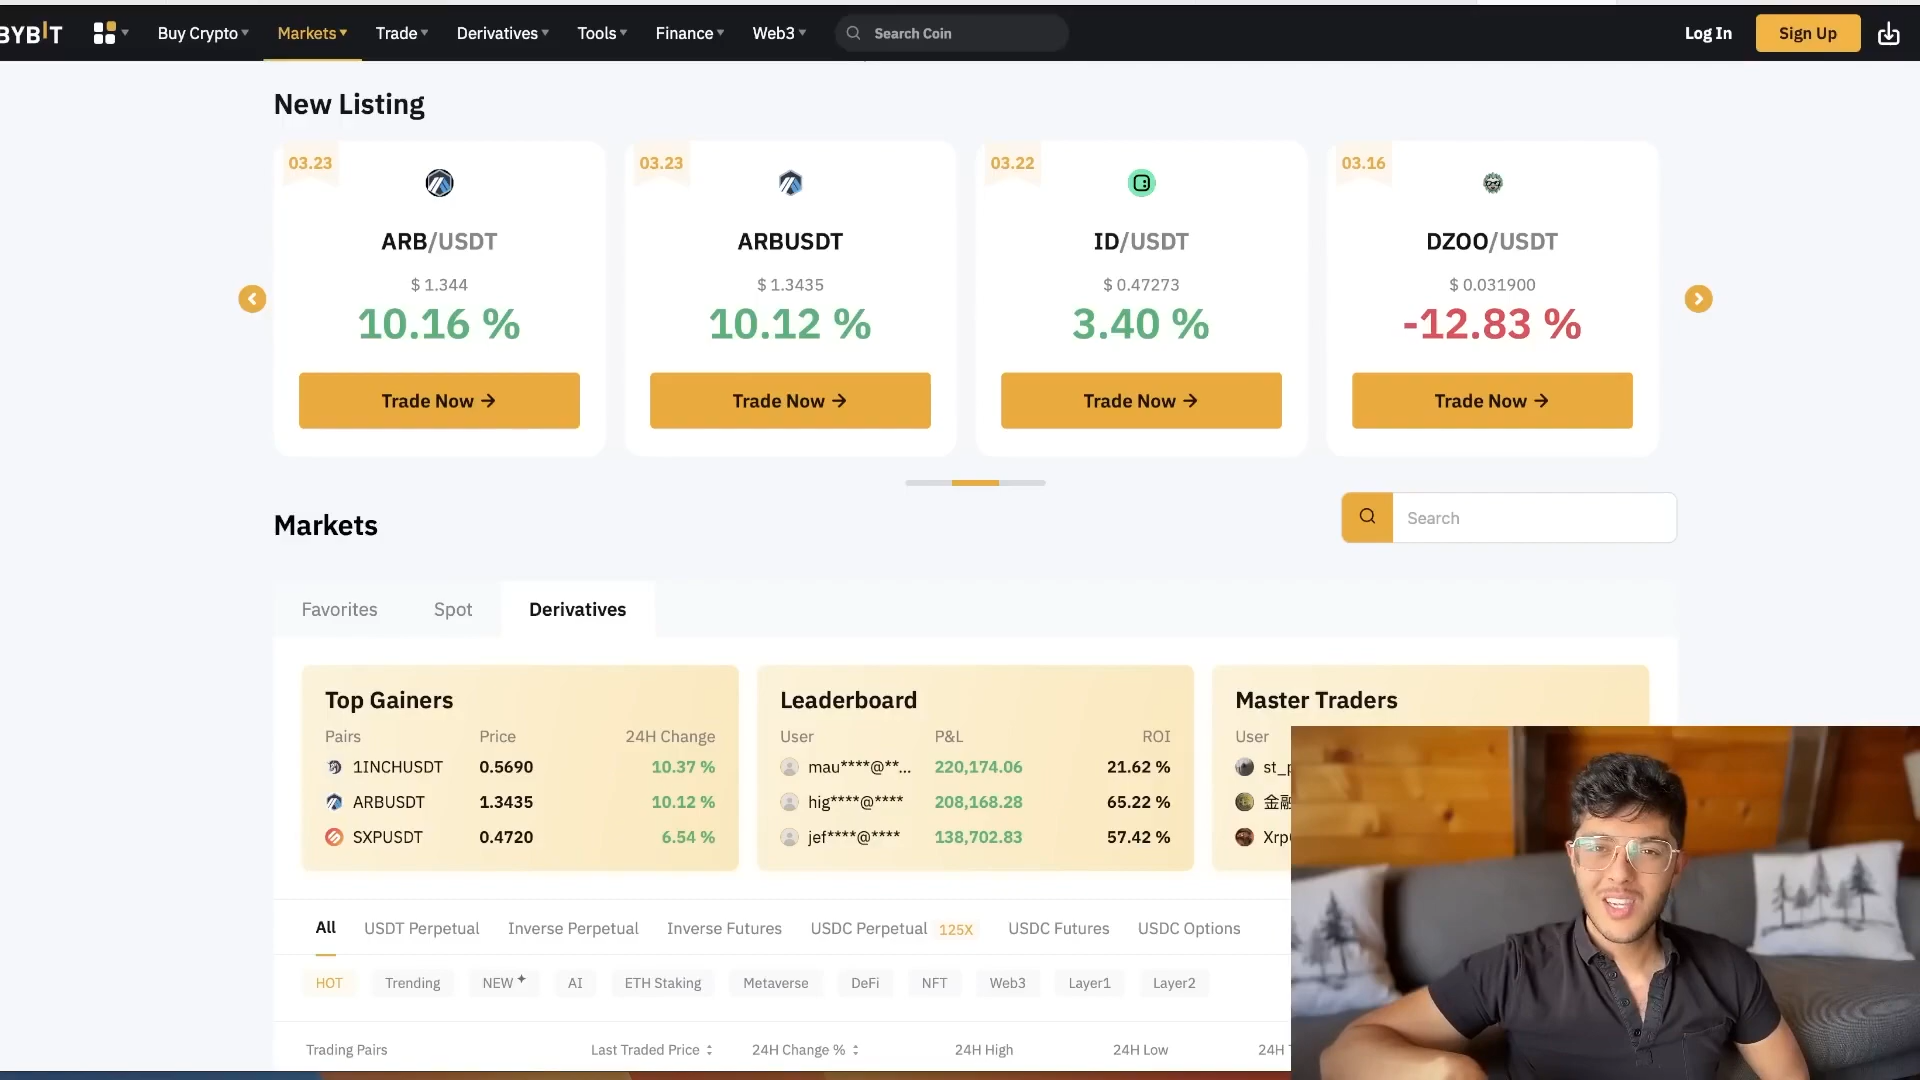 BYBIT
Buy Crypto
Markets
Trade
Derivatives
Tools
Finance
Web3
Search Coin
Log In
Sign Up
New Listing
03.23
ARB/USDT
$ 1.344
10.16 %
Trade Now →
03.23
ARBUSDT
$ 1.3435
10.12 %
Trade Now →
03.22
ID/USDT
$ 0.47273
3.40 %
Trade Now →
03.16
DZOO/USDT
$ 0.031900
-12.83 %
Trade Now →
Markets
Search
Favorites Spot Derivatives
Top Gainers
Pairs Price 24H Change
1INCHUSDT 0.5690 10.37 %
ARBUSDT 1.3435 10.12 %
SXPUSDT 0.4720 6.54 %
Leaderboard
User P&L ROI
mau****@**... 220,174.06 21.62 %
hig****@**** 208,168.28 65.22 %
jef****@**** 138,702.83 57.42 %
Master Traders
User
st_
金融
Xrp
All USDT Perpetual Inverse Perpetual Inverse Futures USDC Perpetual 125X USDC Futures USDC Options
HOT Trending NEW AI ETH Staking Metaverse DeFi NFT Web3 Layer1 Layer2
Trading Pairs Last Traded Price 24H Change % 24H High 24H Low 24H